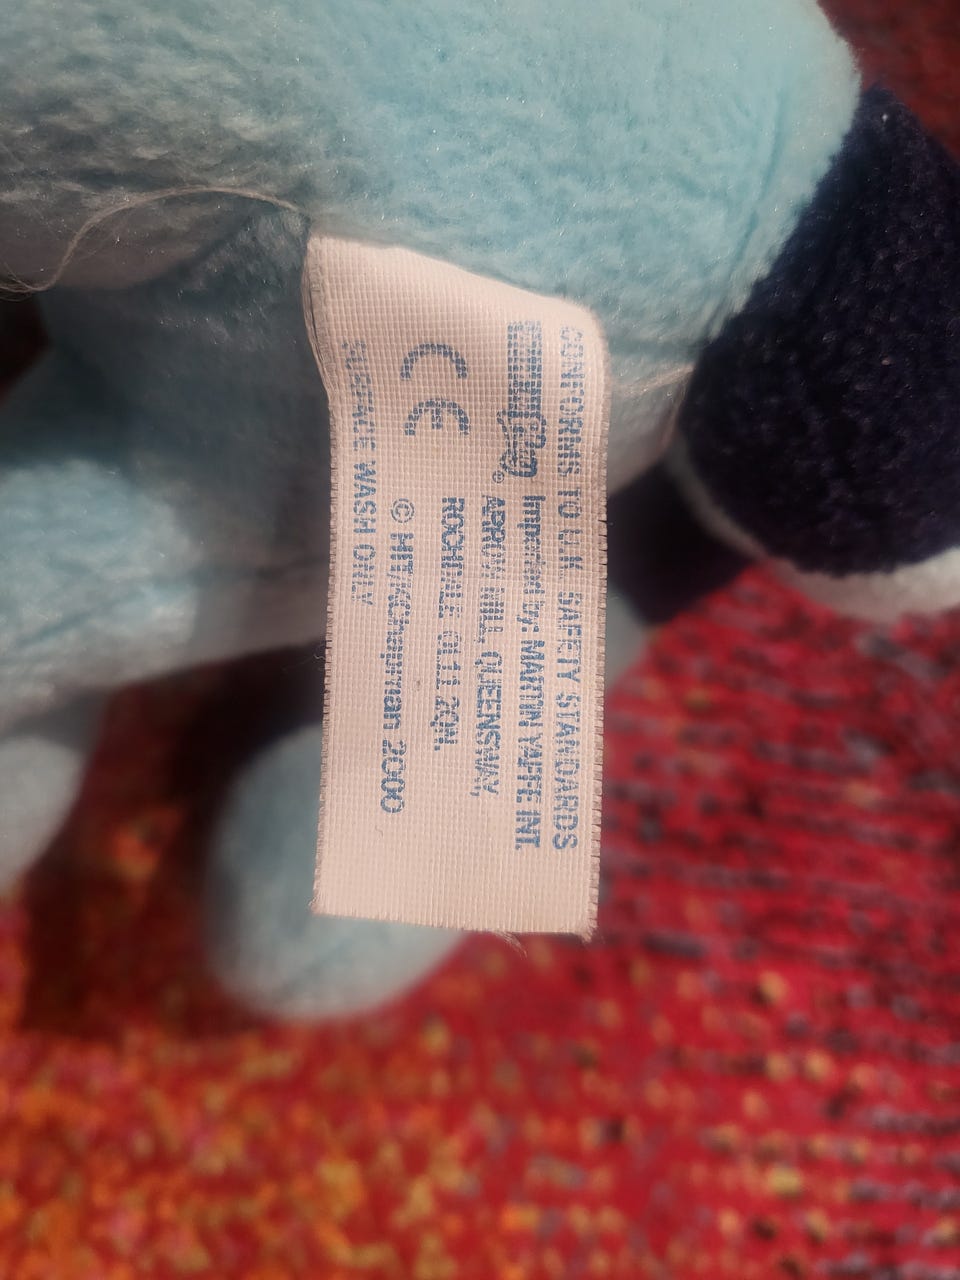 CONFORMS TO U.K. SAFETY STANDARDS
Imported by: MARTIN YAFFE INT.
ARROW MILL, QUEENSWAY,
ROCHDALE OL11 2QN.
CE
© HIT/KChapman 2000
SURFACE WASH ONLY